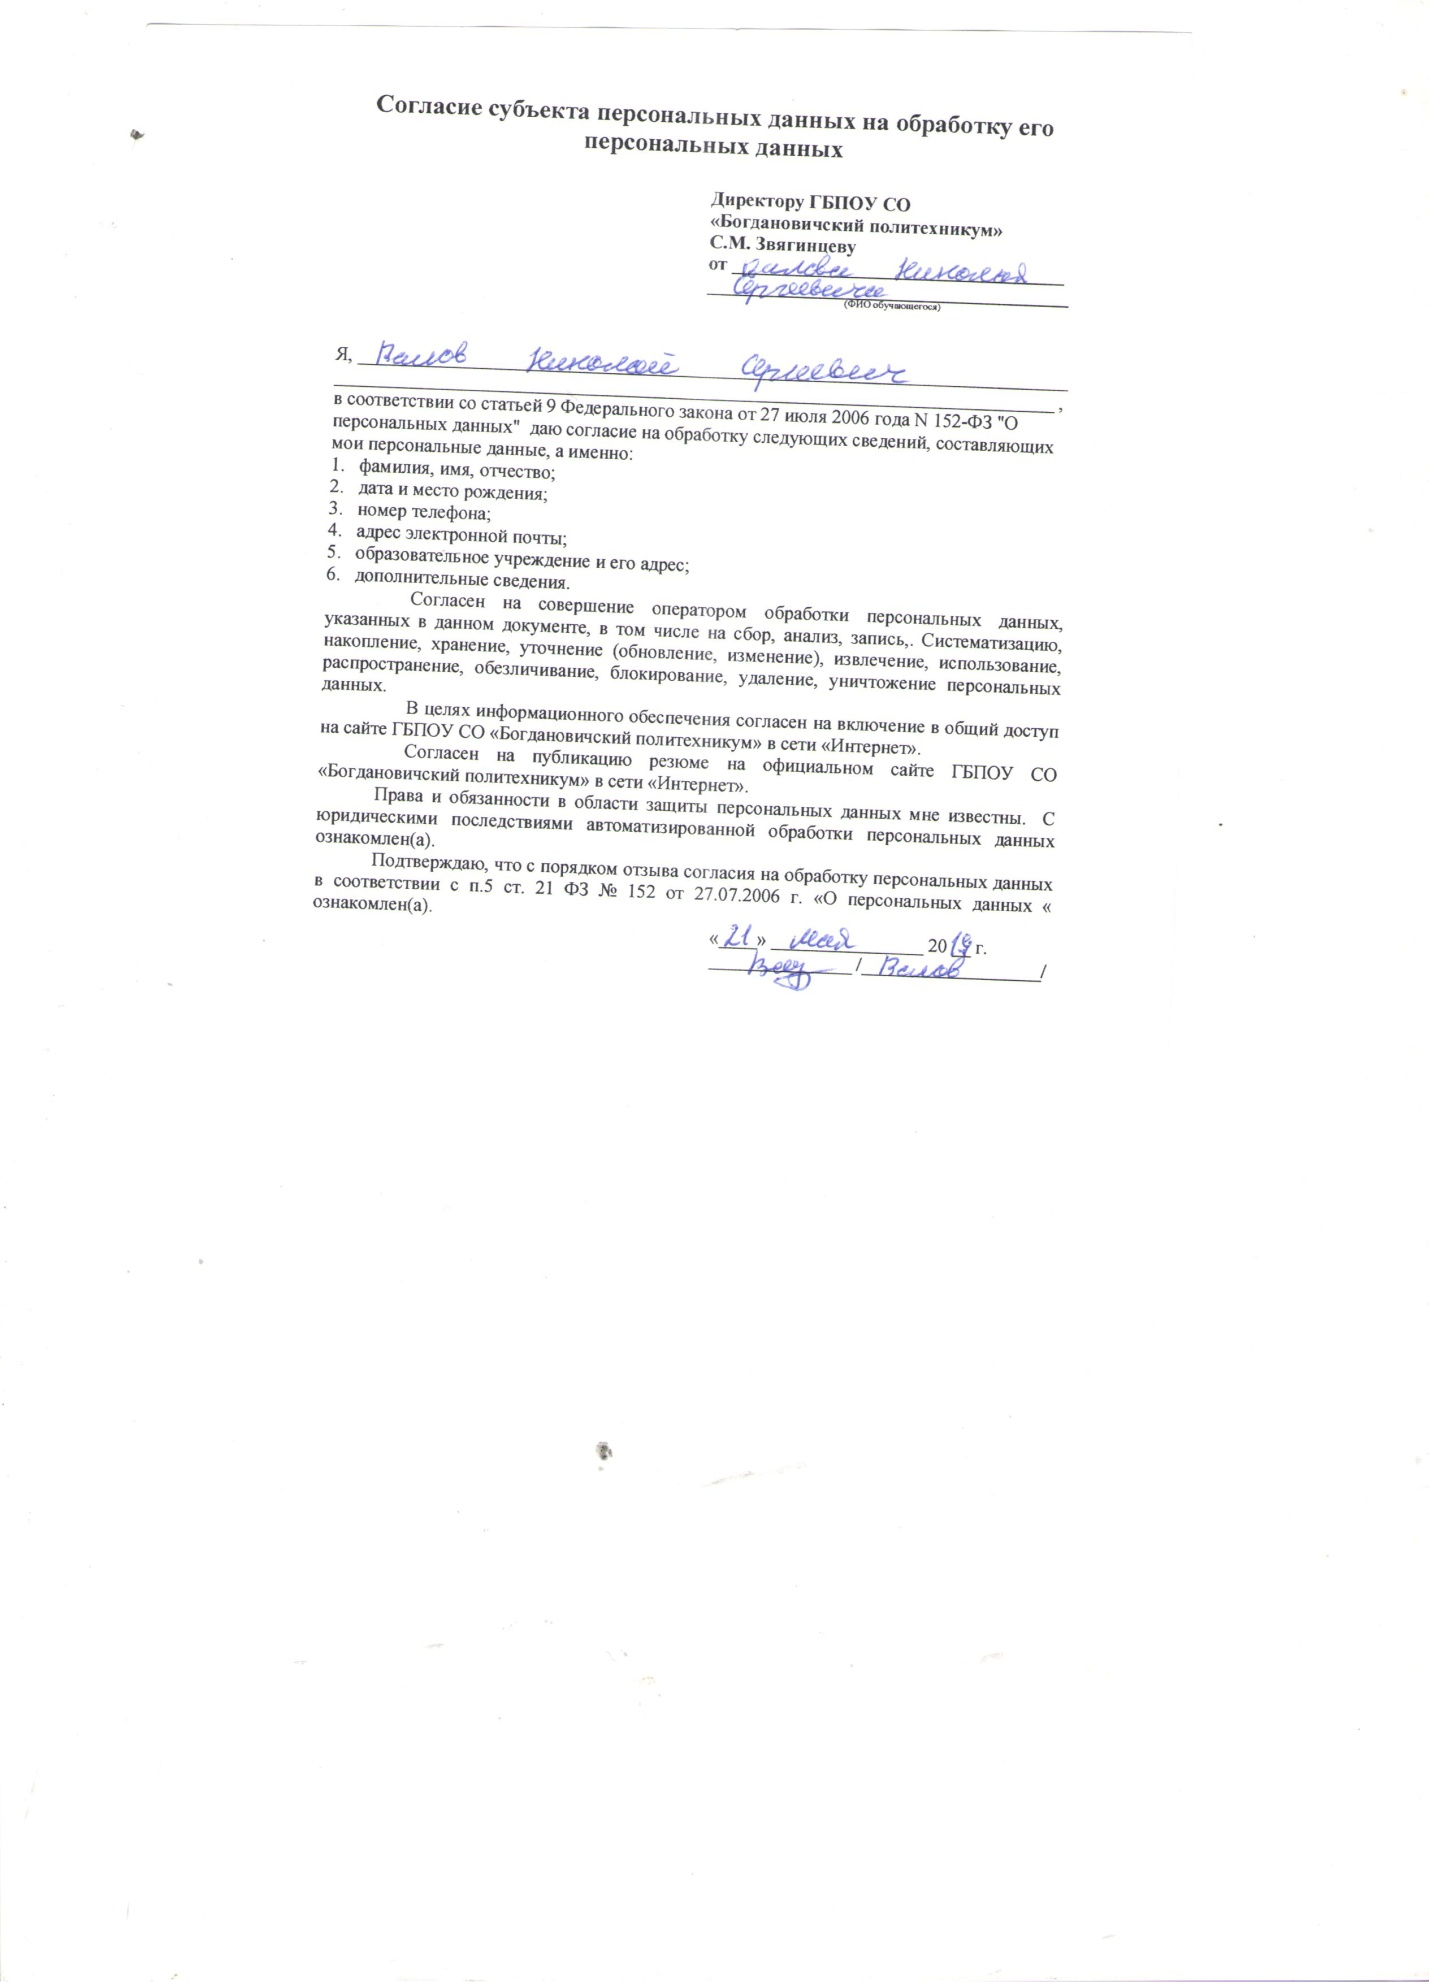 Согласие субъекта персональных данных на обработку его
персональных данных
Директору ГБПОУ СО
«Богдановичский политехникум»
С.М. Звягинцеву
от Валова Николая
Сергеевича
(ФИО обучающегося)
Я, Валов Николай Сергеевич
,
в соответствии со статьей 9 Федерального закона от 27 июля 2006 года N 152-ФЗ "О
персональных данных" даю согласие на обработку следующих сведений, составляющих
мои персональные данные, а именно:
1. фамилия, имя, отчество;
2. дата и место рождения;
3. номер телефона;
4. адрес электронной почты;
5. образовательное учреждение и его адрес;
6. дополнительные сведения.
Согласен на совершение оператором обработки персональных данных,
указанных в данном документе, в том числе на сбор, анализ, запись,. Систематизацию,
накопление, хранение, уточнение (обновление, изменение), извлечение, использование,
распространение, обезличивание, блокирование, удаление, уничтожение персональных
данных.
В целях информационного обеспечения согласен на включение в общий доступ
на сайте ГБПОУ СО «Богдановичский политехникум» в сети «Интернет».
Согласен на публикацию резюме на официальном сайте ГБПОУ СО
«Богдановичский политехникум» в сети «Интернет».
Права и обязанности в области защиты персональных данных мне известны. С
юридическими последствиями автоматизированной обработки персональных данных
ознакомлен(а).
Подтверждаю, что с порядком отзыва согласия на обработку персональных данных
в соответствии с п.5 ст. 21 ФЗ № 152 от 27.07.2006 г. «О персональных данных «
ознакомлен(а).
«21» мая 2019 г.
/ Валов /